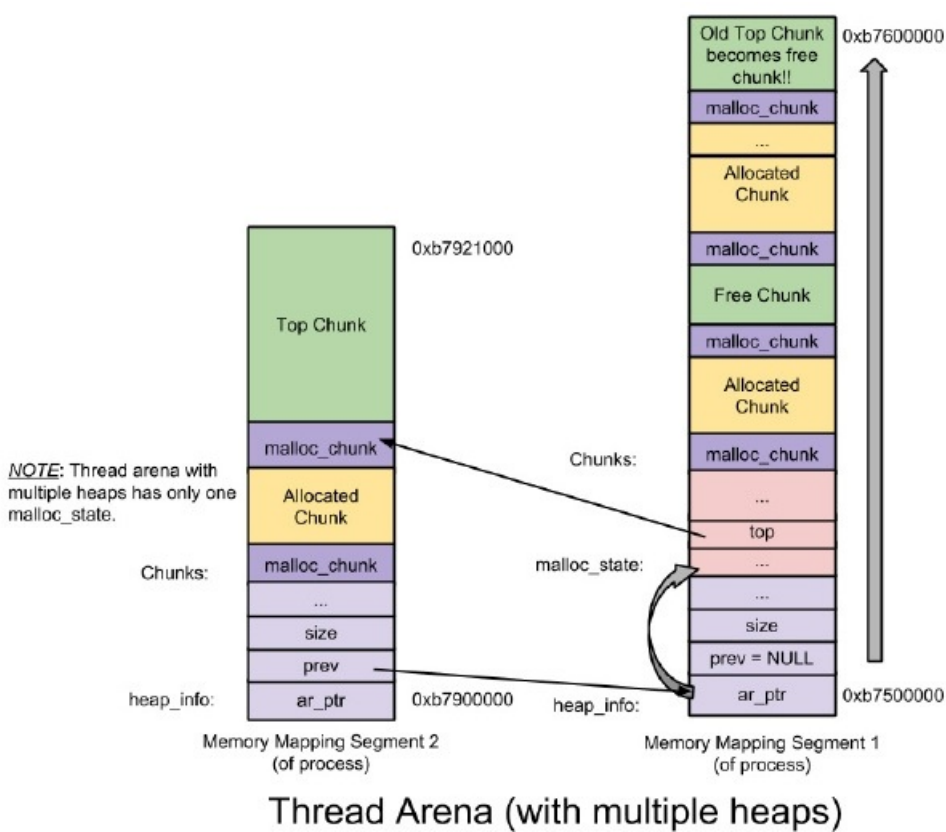 Old Top Chunk
becomes free
chunk!!
0xb7600000
malloc_chunk
...
Allocated
Chunk
malloc_chunk
Free Chunk
malloc_chunk
Allocated
Chunk
Chunks:
malloc_chunk
...
top
malloc_state:
...
...
size
prev = NULL
heap_info:
ar_ptr
0xb7500000
Memory Mapping Segment 1
(of process)
0xb7921000
Top Chunk
malloc_chunk
NOTE: Thread arena with
multiple heaps has only one
malloc_state.
Allocated
Chunk
Chunks:
malloc_chunk
...
size
prev
heap_info:
ar_ptr
0xb7900000
Memory Mapping Segment 2
(of process)
Thread Arena (with multiple heaps)